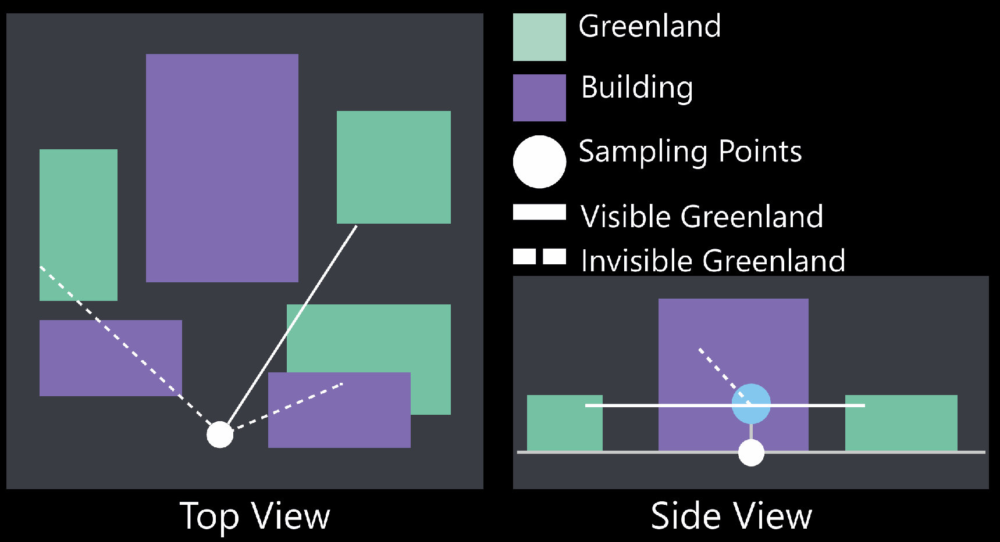 Greenland
Building
Sampling Points
Visible Greenland
Invisible Greenland
Top View
Side View